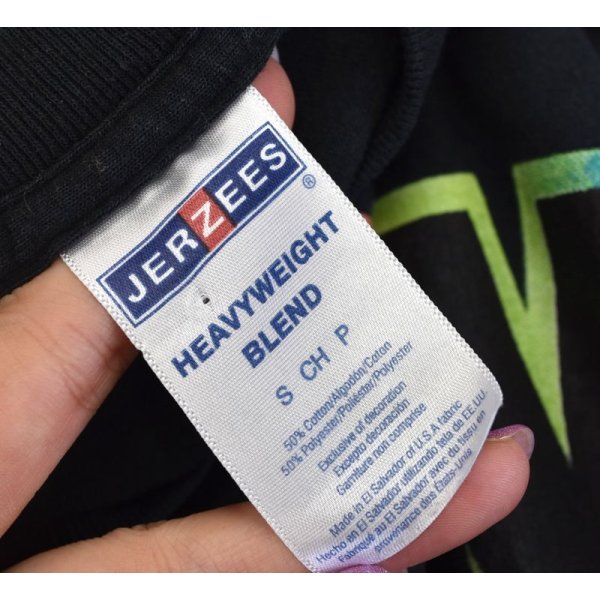 JERZEES®
HEAVYWEIGHT
BLEND
S CH P
50% Cotton/Algodón/Coton
50% Polyester/Poliéster/Polyester
Exclusive of decoration
Excepto decoración
Garniture non comprise
Made in El Salvador of U.S.A fabric
Hecho en El Salvador utilizando tela de EE.UU.
Fabriqué au El Salvador avec du tissu en
provenance des États-Unis